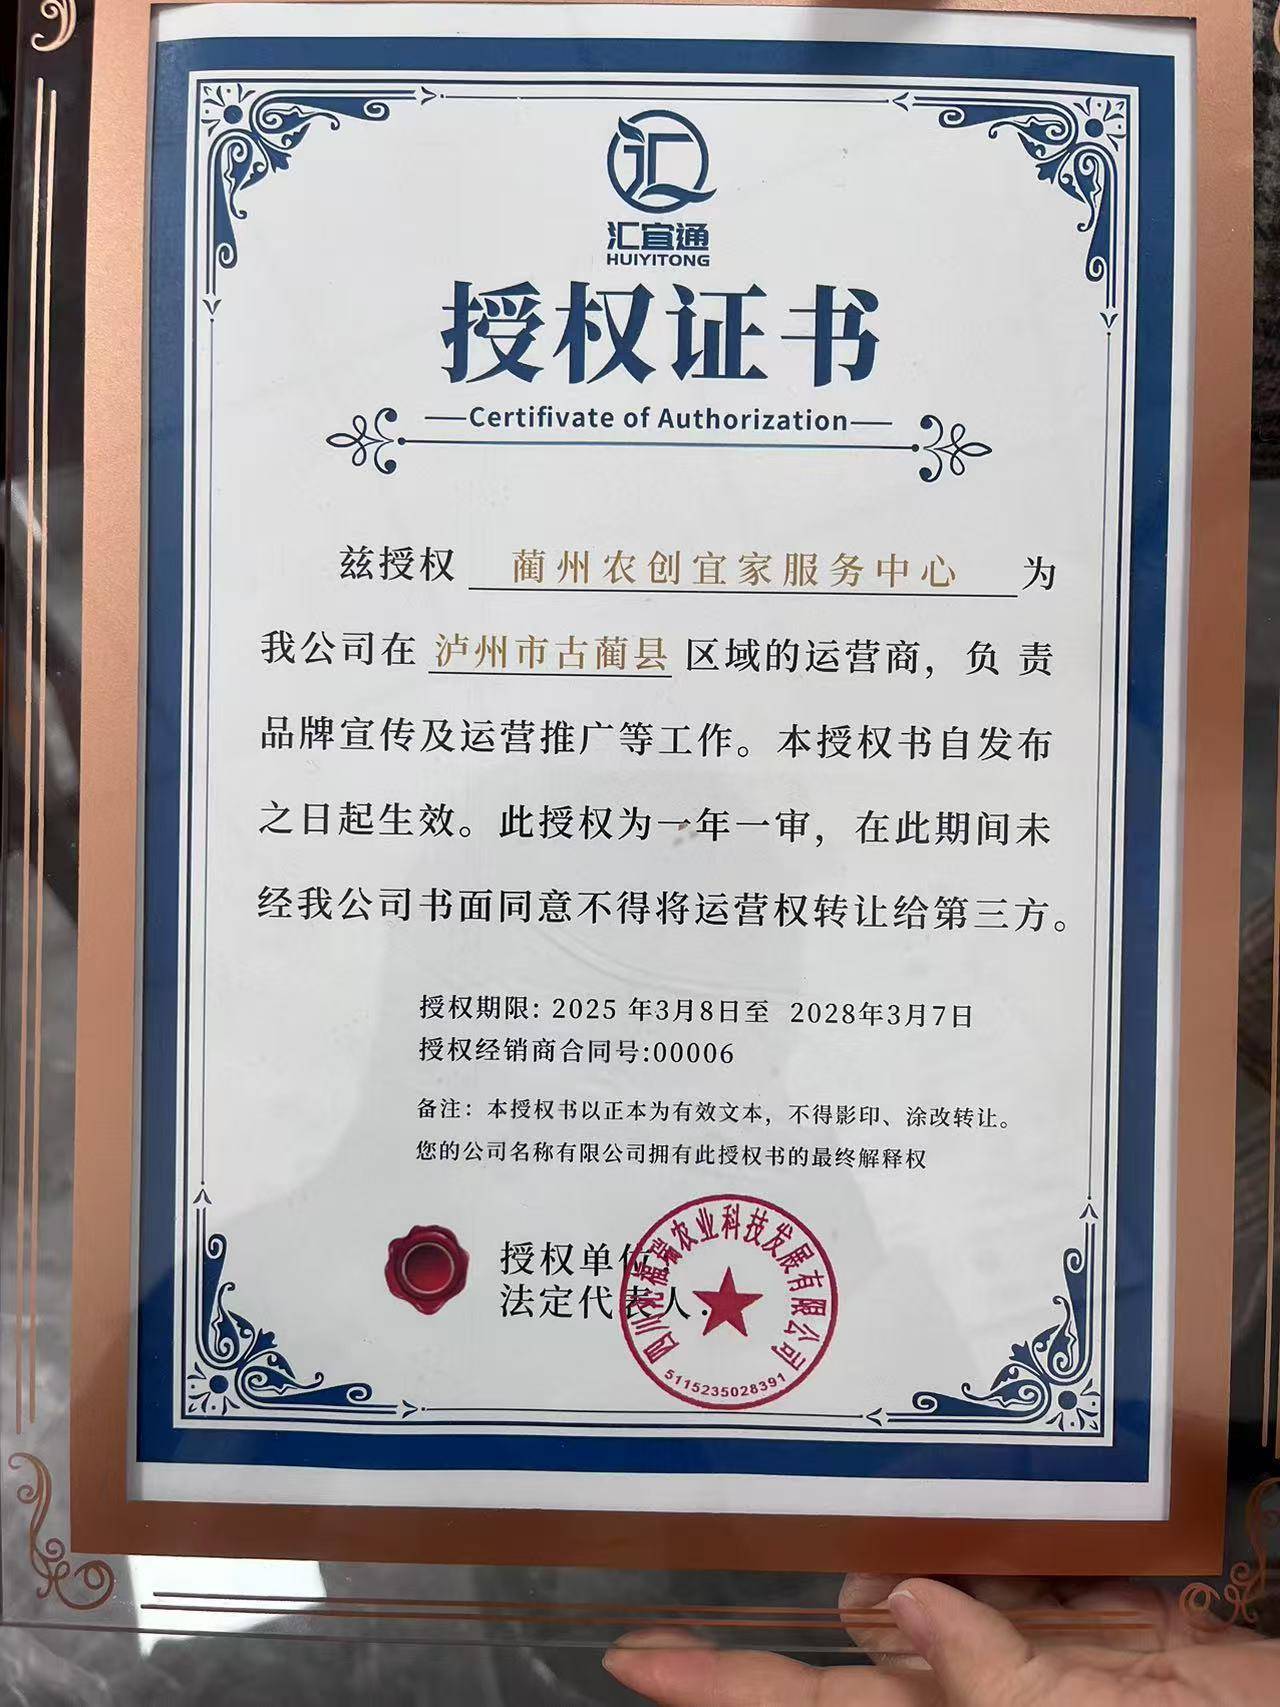 汇宜通
HUIYITONG
授权证书
Certifivate of Authorization
兹授权 蔺州农创宜家服务中心 为
我公司在 泸州市古蔺县 区域的运营商，负 责
品牌宣传及运营推广等工作。本授权书自发布
之日起生效。此授权为一年一审，在此期间未
经我公司书面同意不得将运营权转让给第三方。
授权期限: 2025 年3月8日至 2028年3月7日
授权经销商合同号:00006
备注：本授权书以正本为有效文本，不得影印、涂改转让。
您的公司名称有限公司拥有此授权书的最终解释权
授权单位
法定代表人:
四川 福瑞农业科技发展有限公司
5115235028391